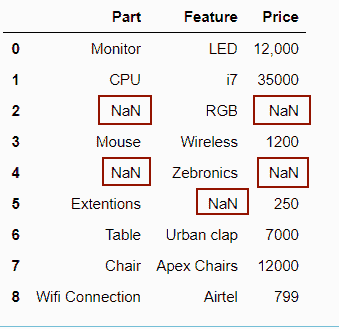 Part Feature Price
0 Monitor LED 12,000
1 CPU i7 35000
2 NaN RGB NaN
3 Mouse Wireless 1200
4 NaN Zebronics NaN
5 Extentions NaN 250
6 Table Urban clap 7000
7 Chair Apex Chairs 12000
8 Wifi Connection Airtel 799